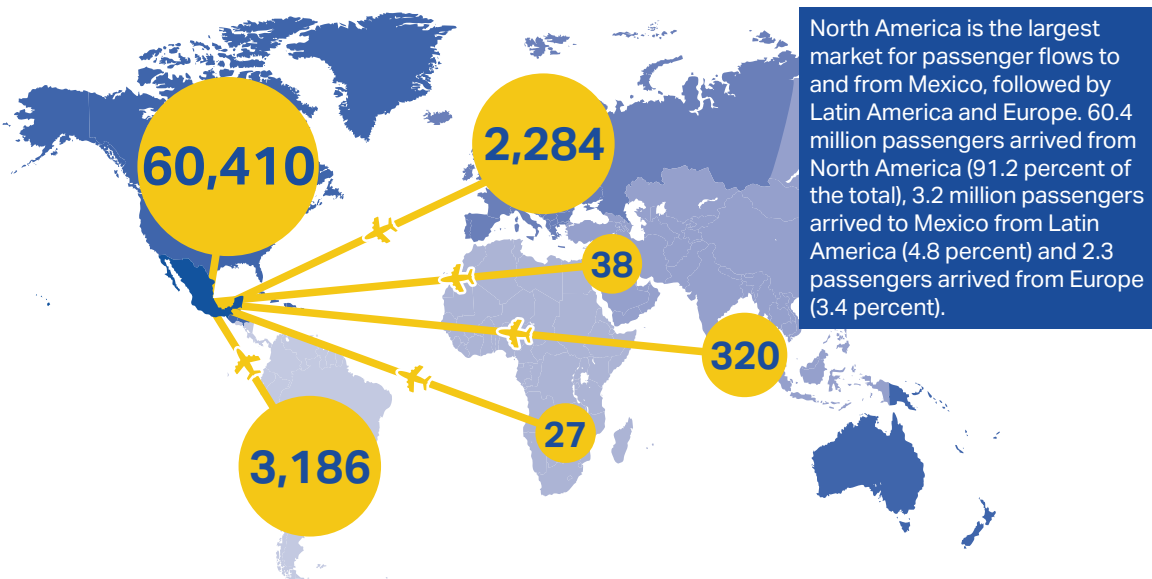 North America is the largest
market for passenger flows to
and from Mexico, followed by
Latin America and Europe. 60.4
million passengers arrived from
North America (91.2 percent of
the total), 3.2 million passengers
arrived to Mexico from Latin
America (4.8 percent) and 2.3
passengers arrived from Europe
(3.4 percent).
60,410
2,284
38
320
27
3,186